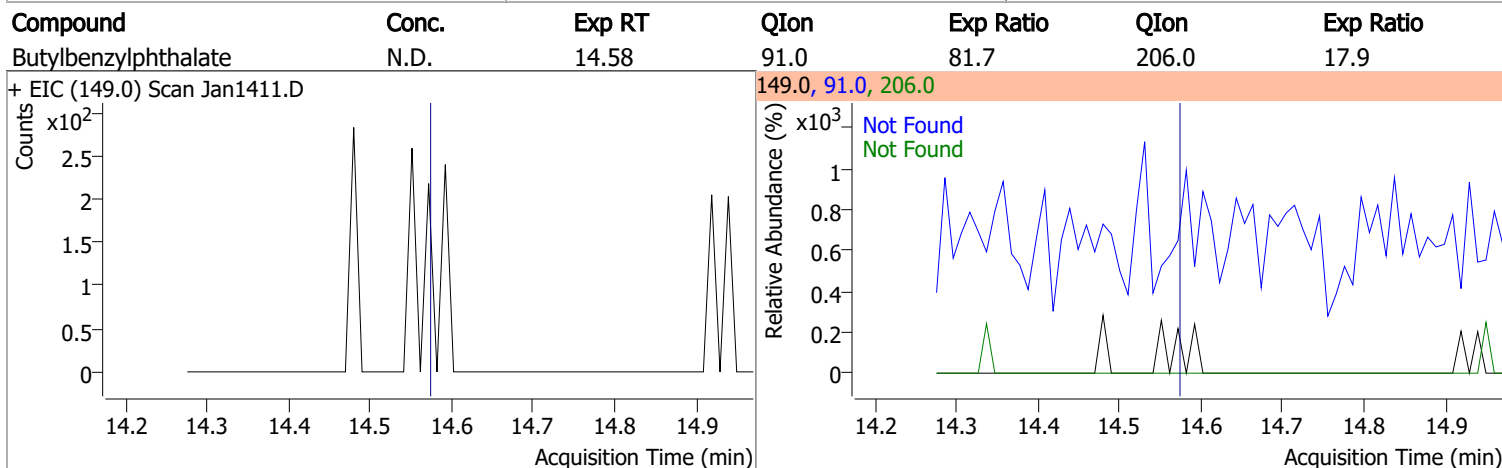 Compound Conc. Exp RT QIon Exp Ratio QIon Exp Ratio
Butylbenzylphthalate N.D. 14.58 91.0 81.7 206.0 17.9
+ EIC (149.0) Scan Jan1411.D
Counts
x10²
2.5
2
1.5
1
0.5
0
14.2 14.3 14.4 14.5 14.6 14.7 14.8 14.9
Acquisition Time (min)
149.0, 91.0, 206.0
Relative Abundance (%)
x10³
Not Found
Not Found
1
0.8
0.6
0.4
0.2
0
14.2 14.3 14.4 14.5 14.6 14.7 14.8 14.9
Acquisition Time (min)